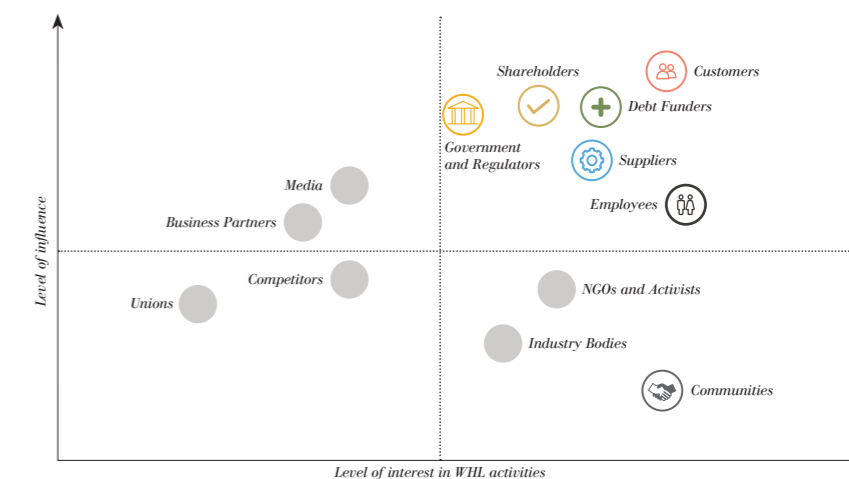 Shareholders
Customers
Debt Funders
Government
and Regulators
Suppliers
Media
Employees
Business Partners
Competitors
NGOs and Activists
Unions
Industry Bodies
Communities
Level of influence
Level of interest in WHL activities